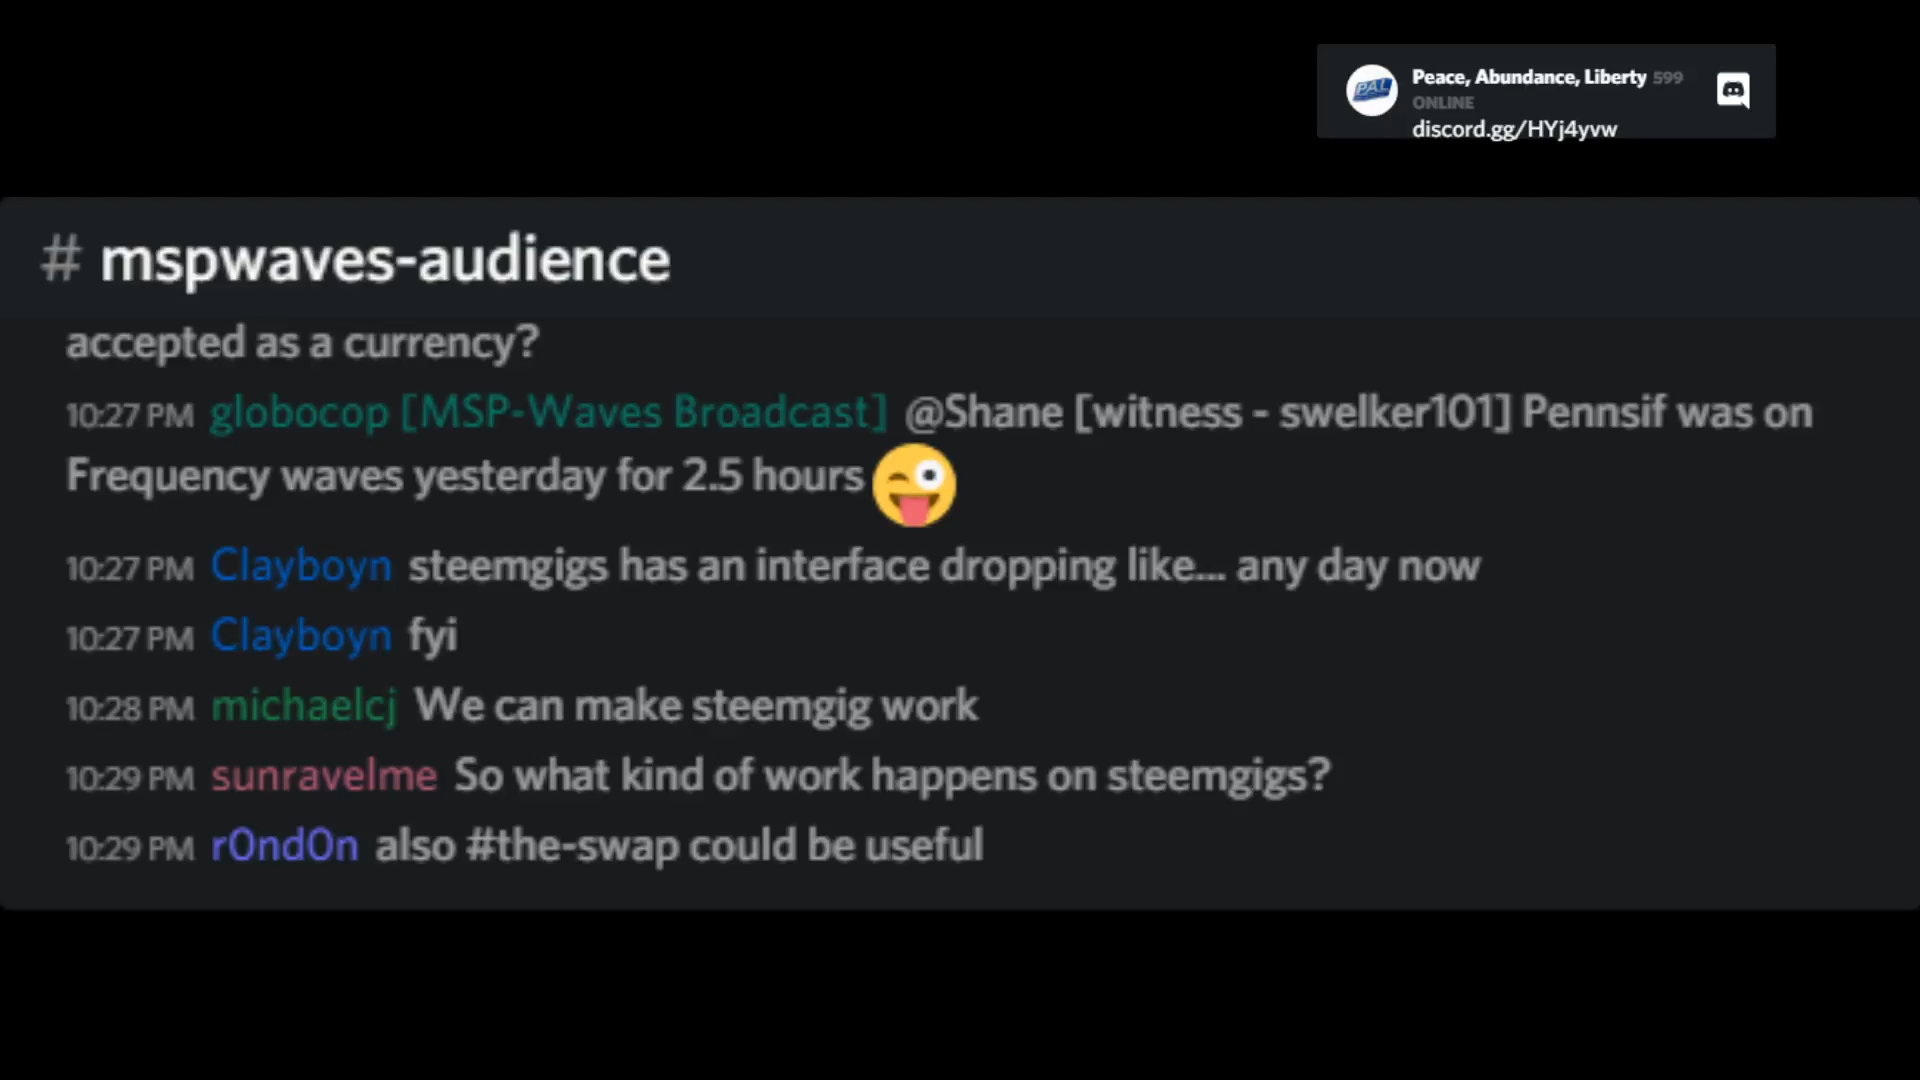 PAL
Peace, Abundance, Liberty 599
ONLINE
discord.gg/HYj4yvw
# mspwaves-audience
accepted as a currency?
10:27 PM globocop [MSP-Waves Broadcast] @Shane [witness - swelker101] Pennsif was on
Frequency waves yesterday for 2.5 hours 😜
10:27 PM Clayboyn steemgigs has an interface dropping like... any day now
10:27 PM Clayboyn fyi
10:28 PM michaelcj We can make steemgig work
10:29 PM sunravelme So what kind of work happens on steemgigs?
10:29 PM r0nd0n also #the-swap could be useful